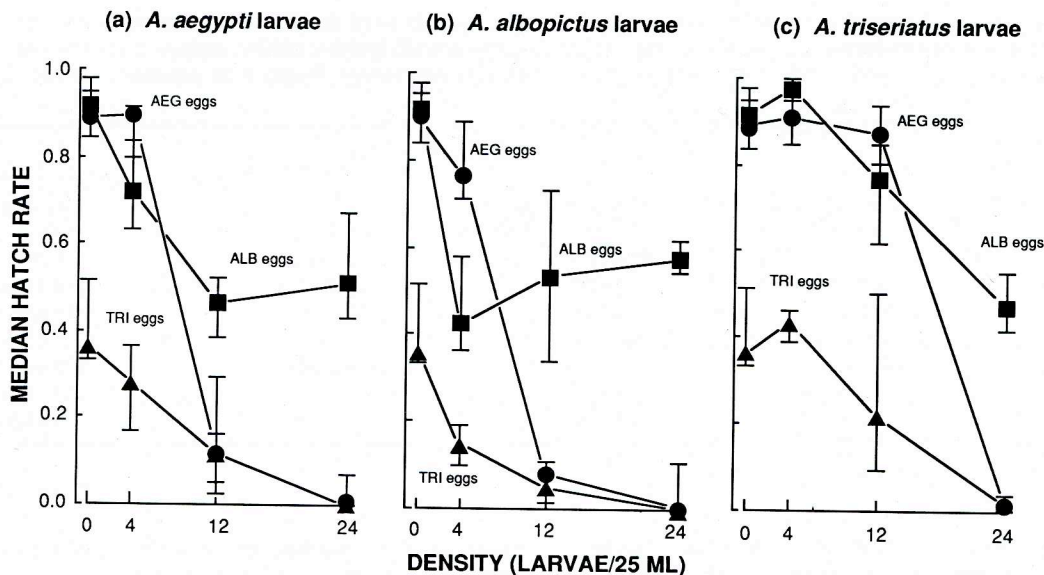 (a) A. aegypti larvae
(b) A. albopictus larvae
(c) A. triseriatus larvae
MEDIAN HATCH RATE
1.0
0.8
0.6
0.4
0.2
0.0
AEG eggs
ALB eggs
TRI eggs
0 4 12 24
AEG eggs
ALB eggs
TRI eggs
0 4 12 24
AEG eggs
ALB eggs
TRI eggs
0 4 12 24
DENSITY (LARVAE/25 ML)